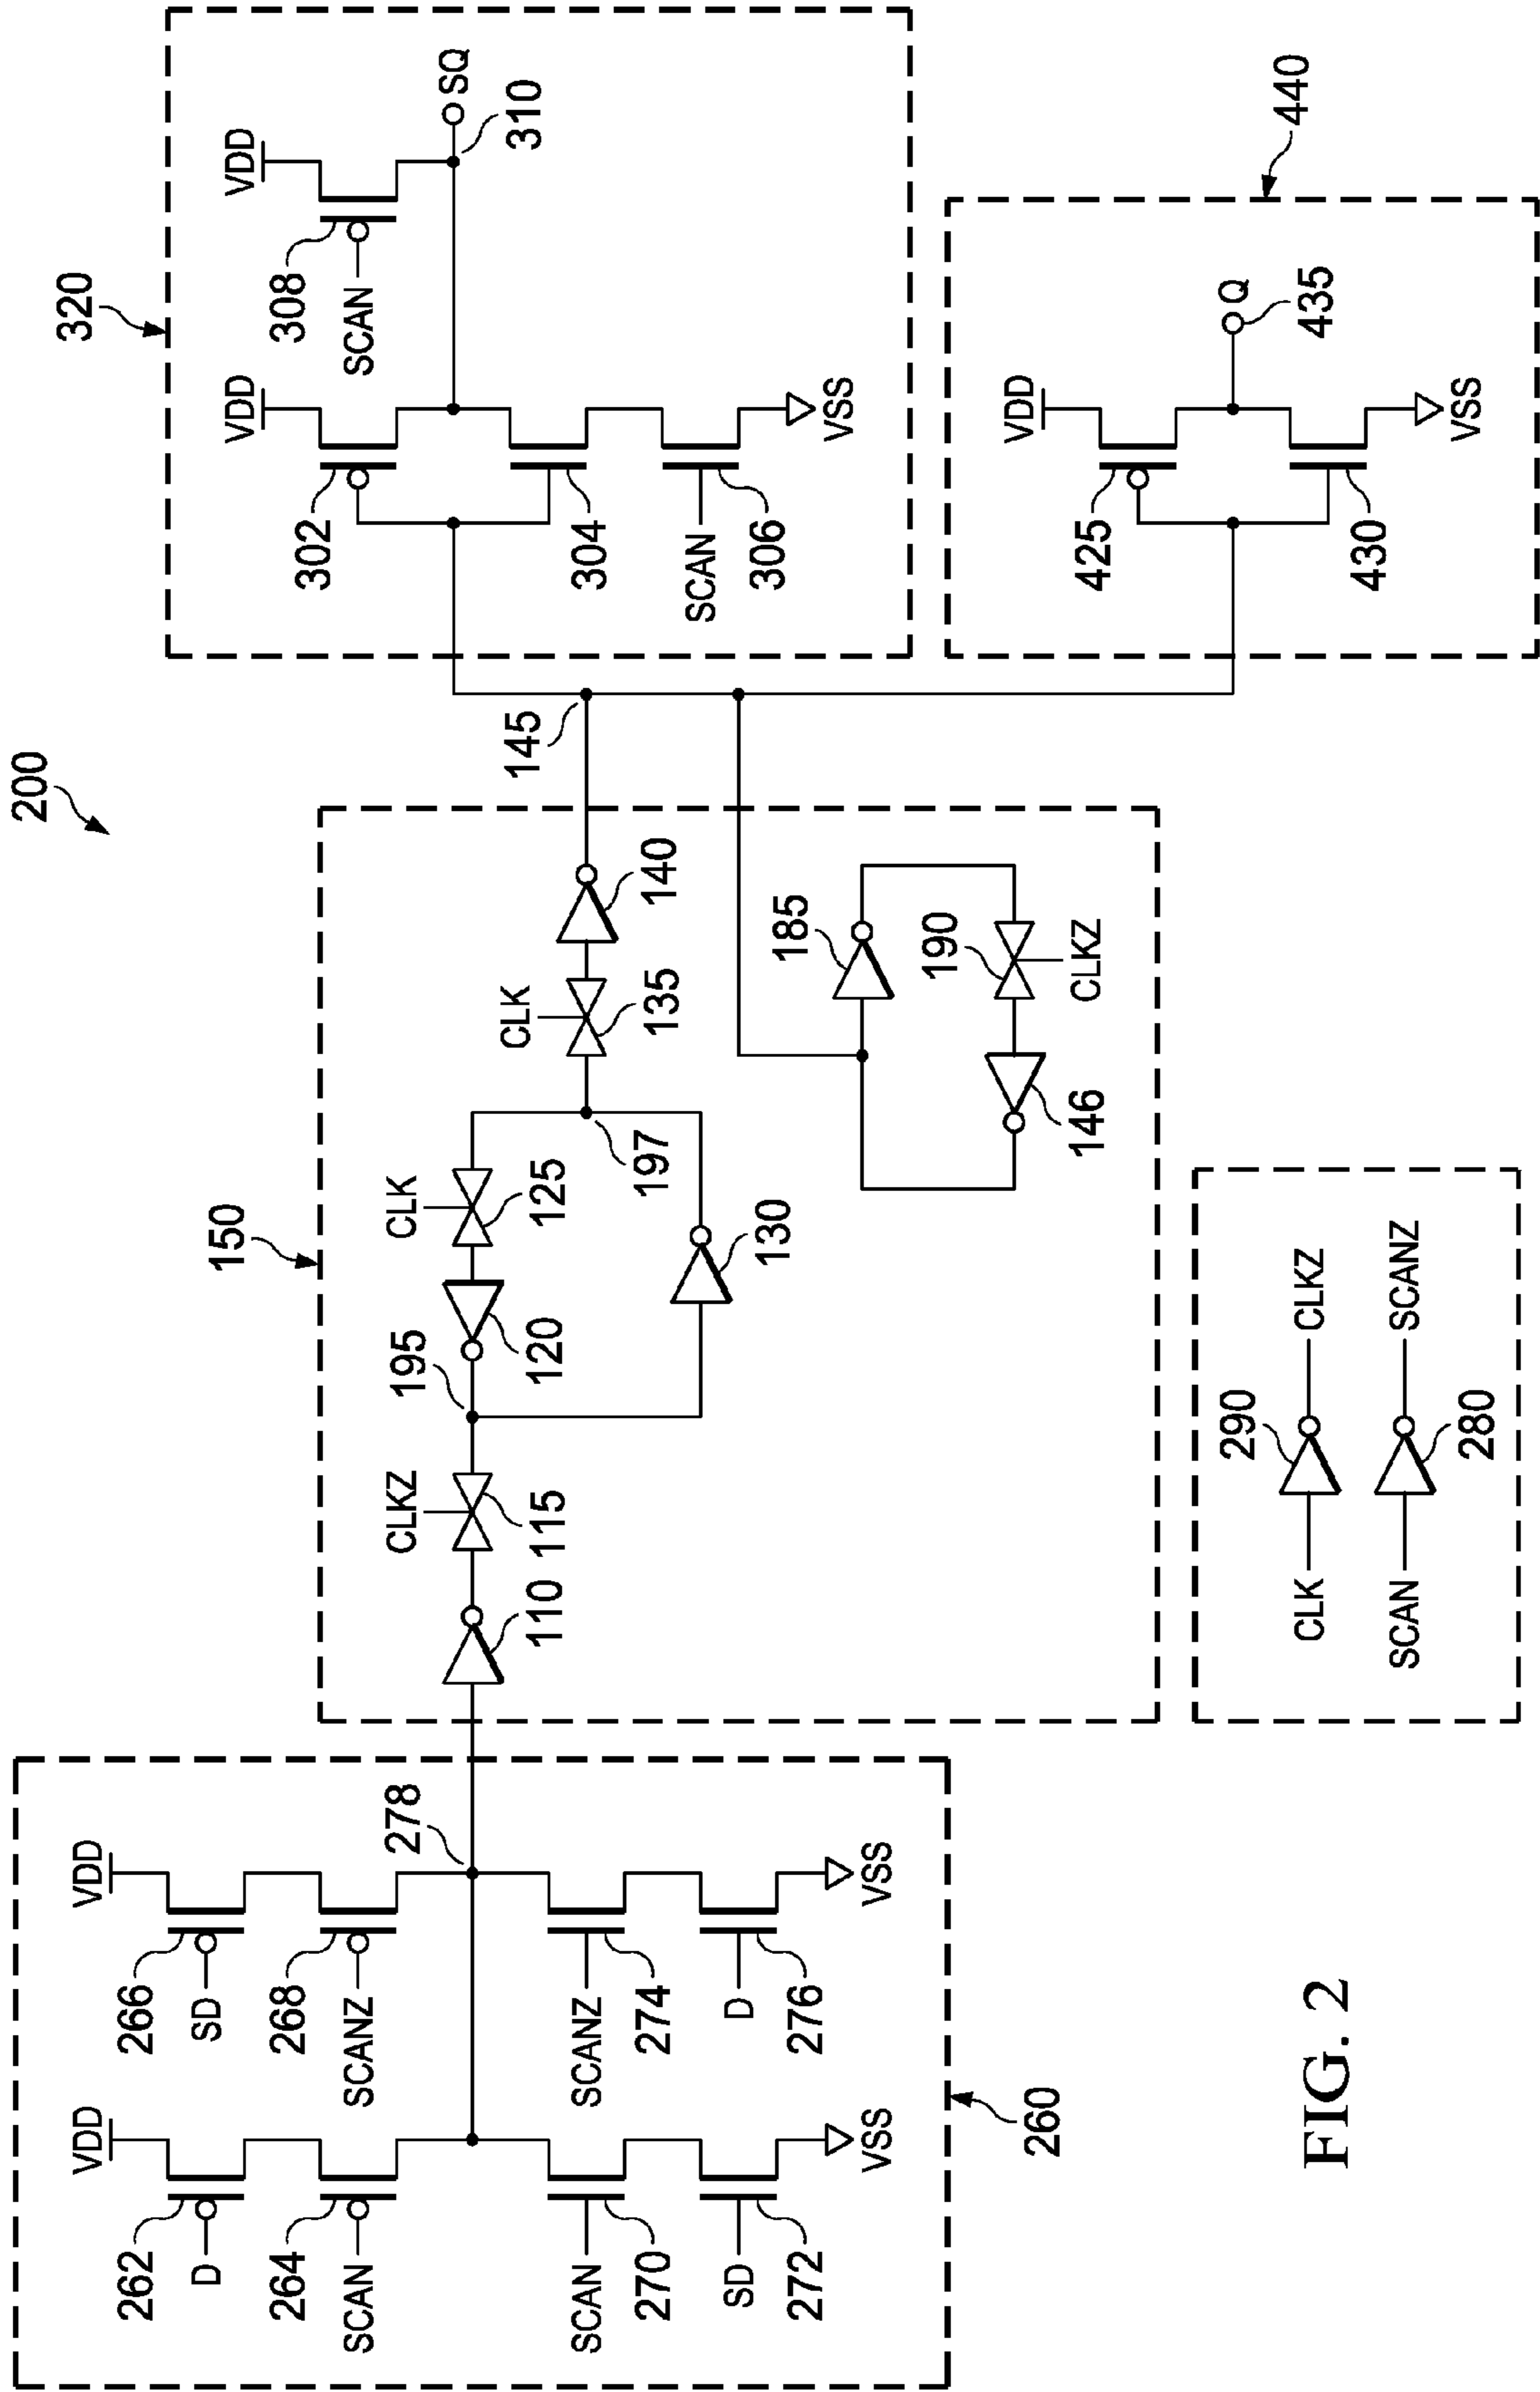 200
260
VDD
VDD
262
D
266
SD
264
SCAN
268
SCANZ
278
270
SCAN
274
SCANZ
272
SD
276
D
VSS
VSS
150
110
CLKZ
115
195
120
CLK
125
130
197
CLK
135
140
145
185
190
CLKZ
146
320
VDD
VDD
302
308
SCAN
SQ
310
304
SCAN
306
VSS
440
VDD
425
Q
435
430
VSS
CLK
290
CLKZ
SCAN
280
SCANZ
FIG. 2